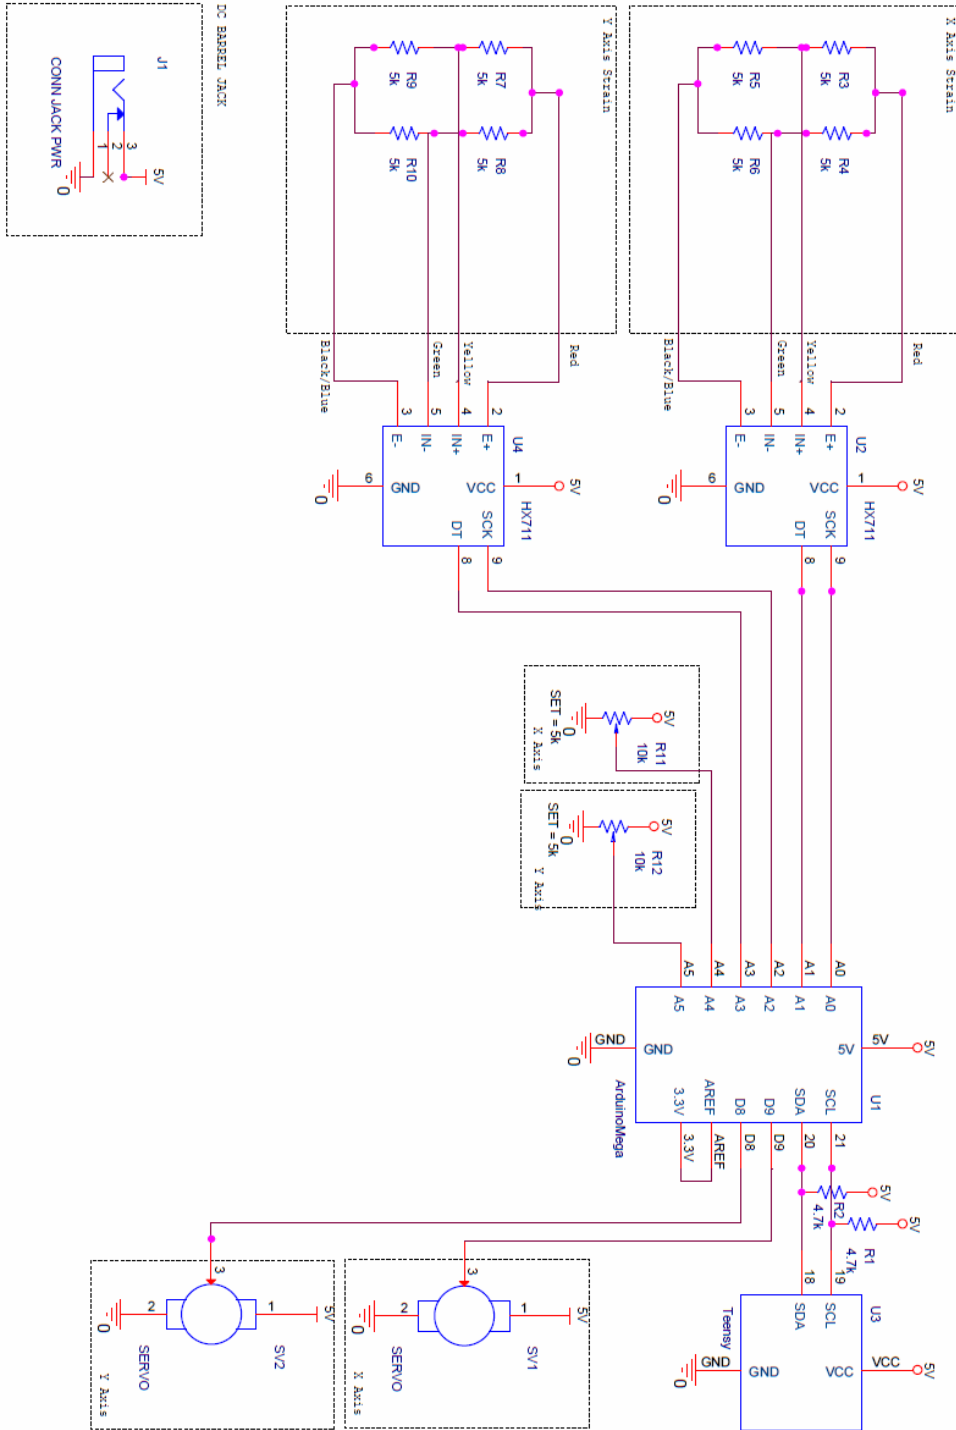 X Axis Strain
R3
5k
R4
5k
R5
5k
R6
5k
Red
Yellow
Green
Black/Blue
2
4
5
3
U2
HX711
E+
IN+
IN-
E-
VCC
GND
SCK
DT
1
5V
6
0
9
8
Y Axis Strain
R7
5k
R8
5k
R9
5k
R10
5k
Red
Yellow
Green
Black/Blue
2
4
5
3
U4
HX711
E+
IN+
IN-
E-
VCC
GND
SCK
DT
1
5V
6
0
9
8
DC BARREL JACK
J1
CONN JACK PWR
3
2
1
5V
0
5V
R11
10k
SET = 5k
0
X Axis
5V
R12
10k
SET = 5k
0
Y Axis
A0
A1
A2
A3
A4
A5
A0
A1
A2
A3
A4
A5
5V
5V
5V
GND
GND
0
U1
ArduinoMega
SCL
SDA
D9
D8
AREF
3.3V
21
20
D9
D8
AREF
3.3V
5V
R2
4.7k
5V
R1
4.7k
19
18
U3
Teensy
SCL
SDA
VCC
VCC
5V
GND
GND
0
3
1
5V
2
0
SV1
SERVO
X Axis
3
1
5V
2
0
SV2
SERVO
Y Axis